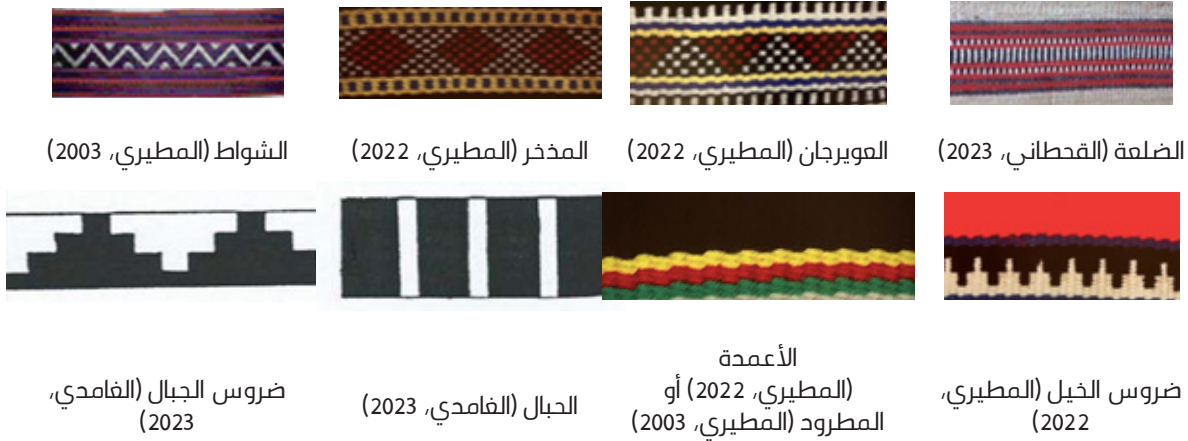 الضلعة (القحطاني، 2023)
العويرجان (المطيري، 2022)
المذخر (المطيري، 2022)
الشواط (المطيري، 2003)
ضروس الخيل (المطيري،
2022)
الأعمدة
(المطيري، 2022) أو
المطرود (المطيري، 2003)
الحبال (الغامدي، 2023)
ضروس الجبال (الغامدي،
2023)